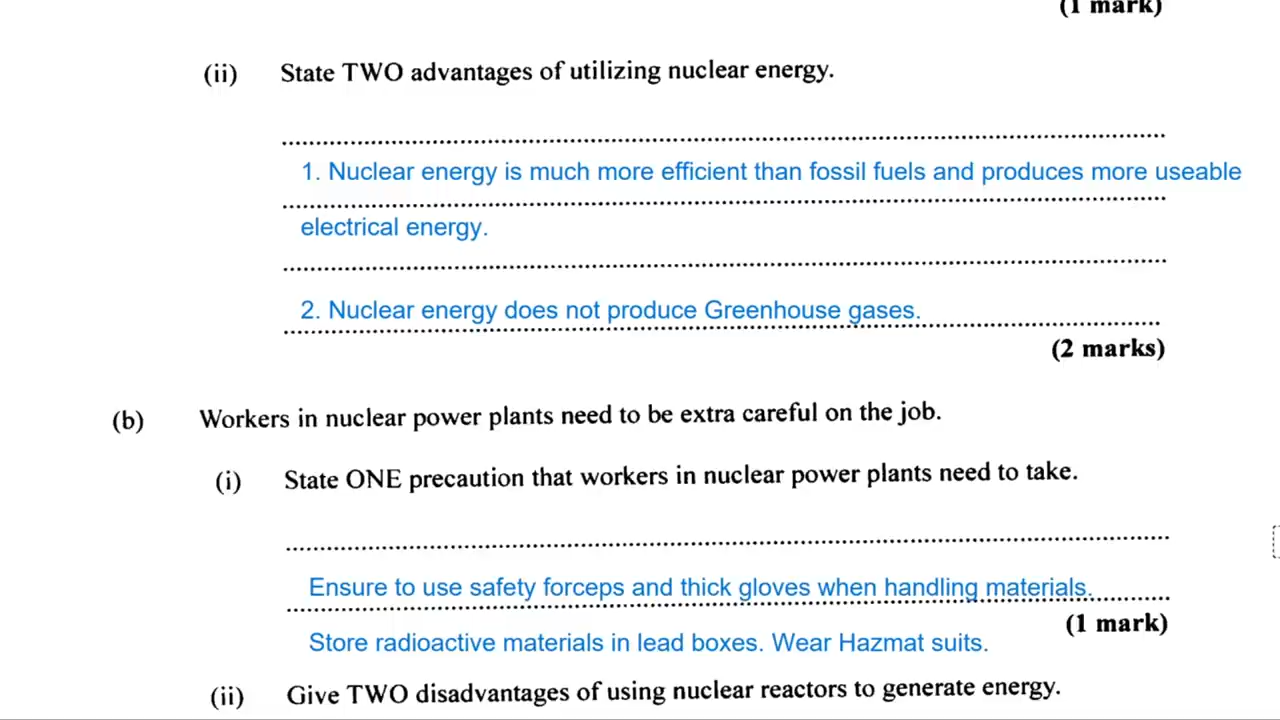 (1 mark)
(ii) State TWO advantages of utilizing nuclear energy.
1. Nuclear energy is much more efficient than fossil fuels and produces more useable
electrical energy.
2. Nuclear energy does not produce Greenhouse gases.
(2 marks)
(b) Workers in nuclear power plants need to be extra careful on the job.
(i) State ONE precaution that workers in nuclear power plants need to take.
Ensure to use safety forceps and thick gloves when handling materials.
(1 mark)
Store radioactive materials in lead boxes. Wear Hazmat suits.
(ii) Give TWO disadvantages of using nuclear reactors to generate energy.